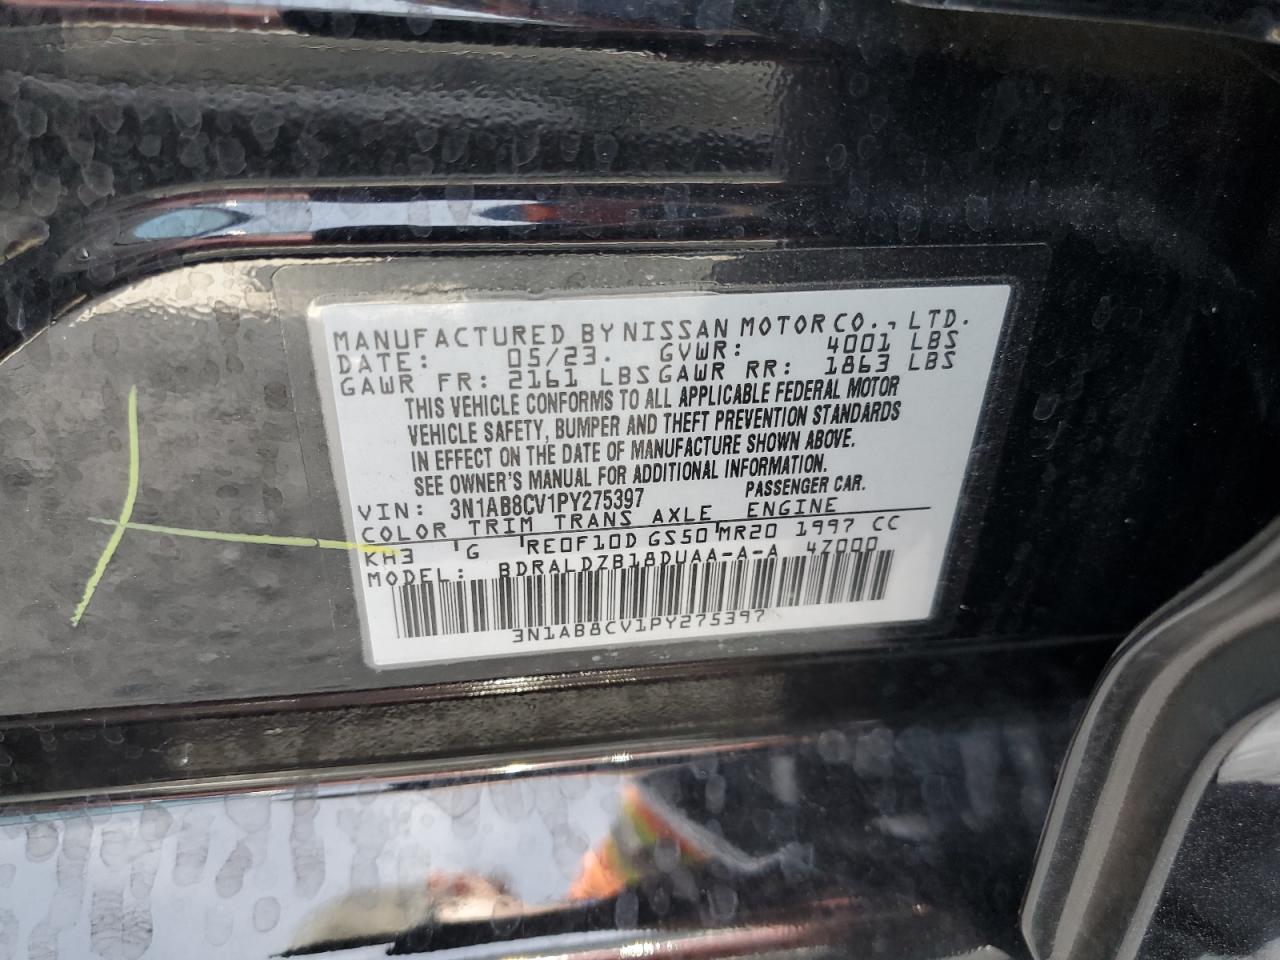 MANUFACTURED BY NISSAN MOTOR CO., LTD.
DATE: 05/23. GVWR: 4001 LBS
GAWR FR: 2161 LBS GAWR RR: 1863 LBS
THIS VEHICLE CONFORMS TO ALL APPLICABLE FEDERAL MOTOR
VEHICLE SAFETY, BUMPER AND THEFT PREVENTION STANDARDS
IN EFFECT ON THE DATE OF MANUFACTURE SHOWN ABOVE.
SEE OWNER'S MANUAL FOR ADDITIONAL INFORMATION.
VIN: 3N1AB8CV1PY275397 PASSENGER CAR.
COLOR TRIM TRANS AXLE ENGINE
KH3 G RE0F10D GS50 MR20 1997 CC
MODEL: BDRALDZB18DUAA-A-A 47000
3N1AB8CV1PY275397